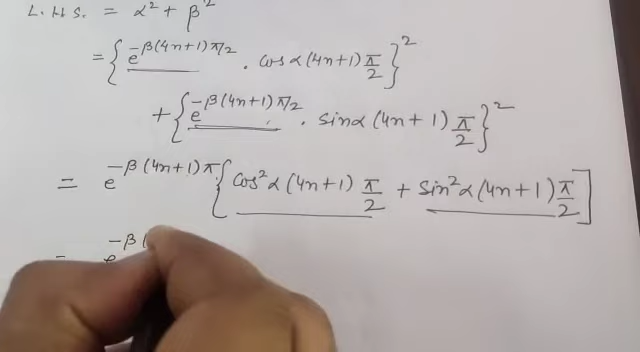 L.H.S. = α² + β²
= {e^{-β(4n+1)π/2} . cos α(4n+1) π/2}²
+ {e^{-β(4n+1)π/2} . sin α(4n+1) π/2}²
= e^{-β(4n+1)π} {cos² α(4n+1) π/2 + sin² α(4n+1) π/2]
= e^{-β(